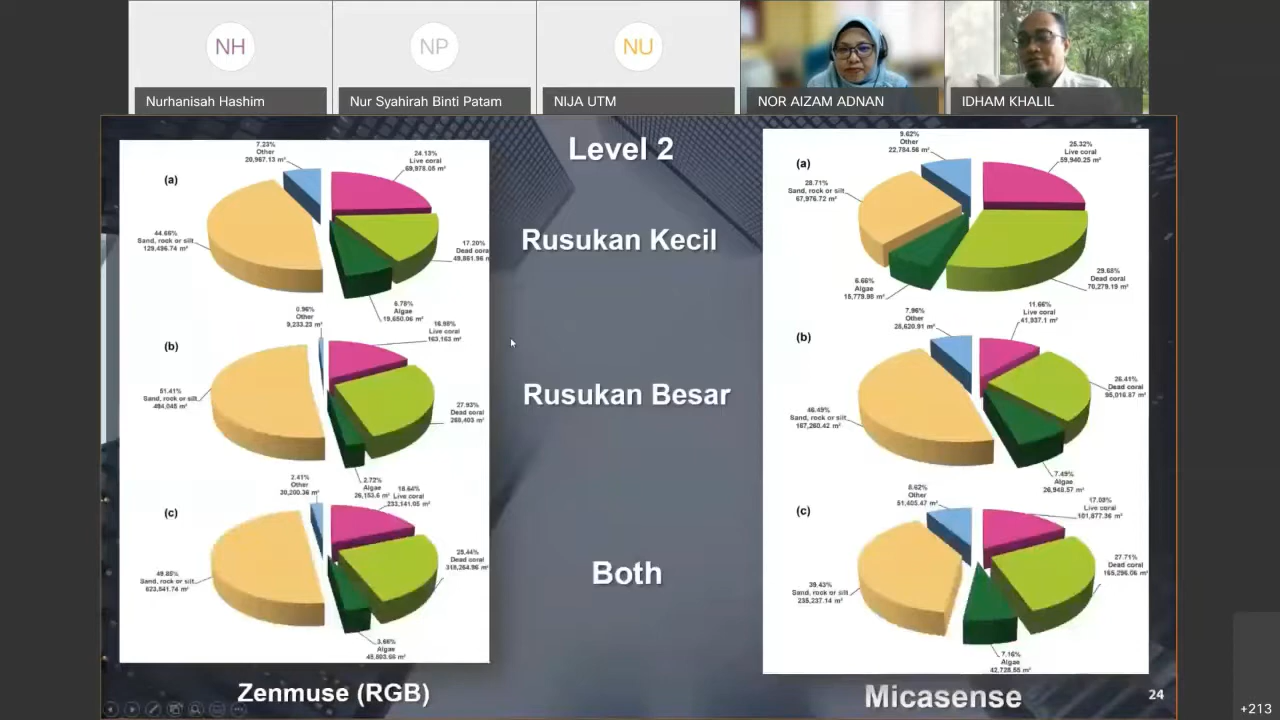 NH
NP
NU
Nurhanisah Hashim
Nur Syahirah Binti Patam
NIJA UTM
NOR AIZAM ADNAN
IDHAM KHALIL
Level 2
Rusukan Kecil
Rusukan Besar
Both
(a)
7.23%
Other
20,967.13 m²
24.13%
Live coral
69,978.05 m²
44.66%
Sand, rock or silt
129,496.74 m²
17.20%
Dead cora
49,861.96 m
6.78%
Algae
19,650.06 m²
(b)
0.96%
Other
9,233.23 m²
16.98%
Live coral
163,163 m²
51.41%
Sand, rock or silt
494,045 m²
27.93%
Dead coral
268,403 m²
2.72%
Algae
26,153.6 m²
(c)
2.41%
Other
30,200.36 m²
18.64%
Live coral
233,141.05 m²
49.85%
Sand, rock or silt
623,541.74 m²
25.44%
Dead coral
318,264.96 m²
3.66%
Algae
45,803.66 m²
Zenmuse (RGB)
(a)
9.62%
Other
22,784.56 m²
25.32%
Live coral
59,940.25 m²
28.71%
Sand, rock or silt
67,976.72 m²
29.68%
Dead coral
70,279.19 m²
6.66%
Algae
15,779.98 m²
(b)
7.96%
Other
28,620.91 m²
11.66%
Live coral
41,937.1 m²
46.49%
Sand, rock or silt
167,260.42 m²
26.41%
Dead coral
95,016.87 m²
7.49%
Algae
26,948.57 m²
(c)
8.62%
Other
51,405.47 m²
17.09%
Live coral
101,877.36 m²
39.43%
Sand, rock or silt
235,237.14 m²
27.71%
Dead coral
165,296.06 m²
7.16%
Algae
42,728.55 m²
Micasense
24
+213